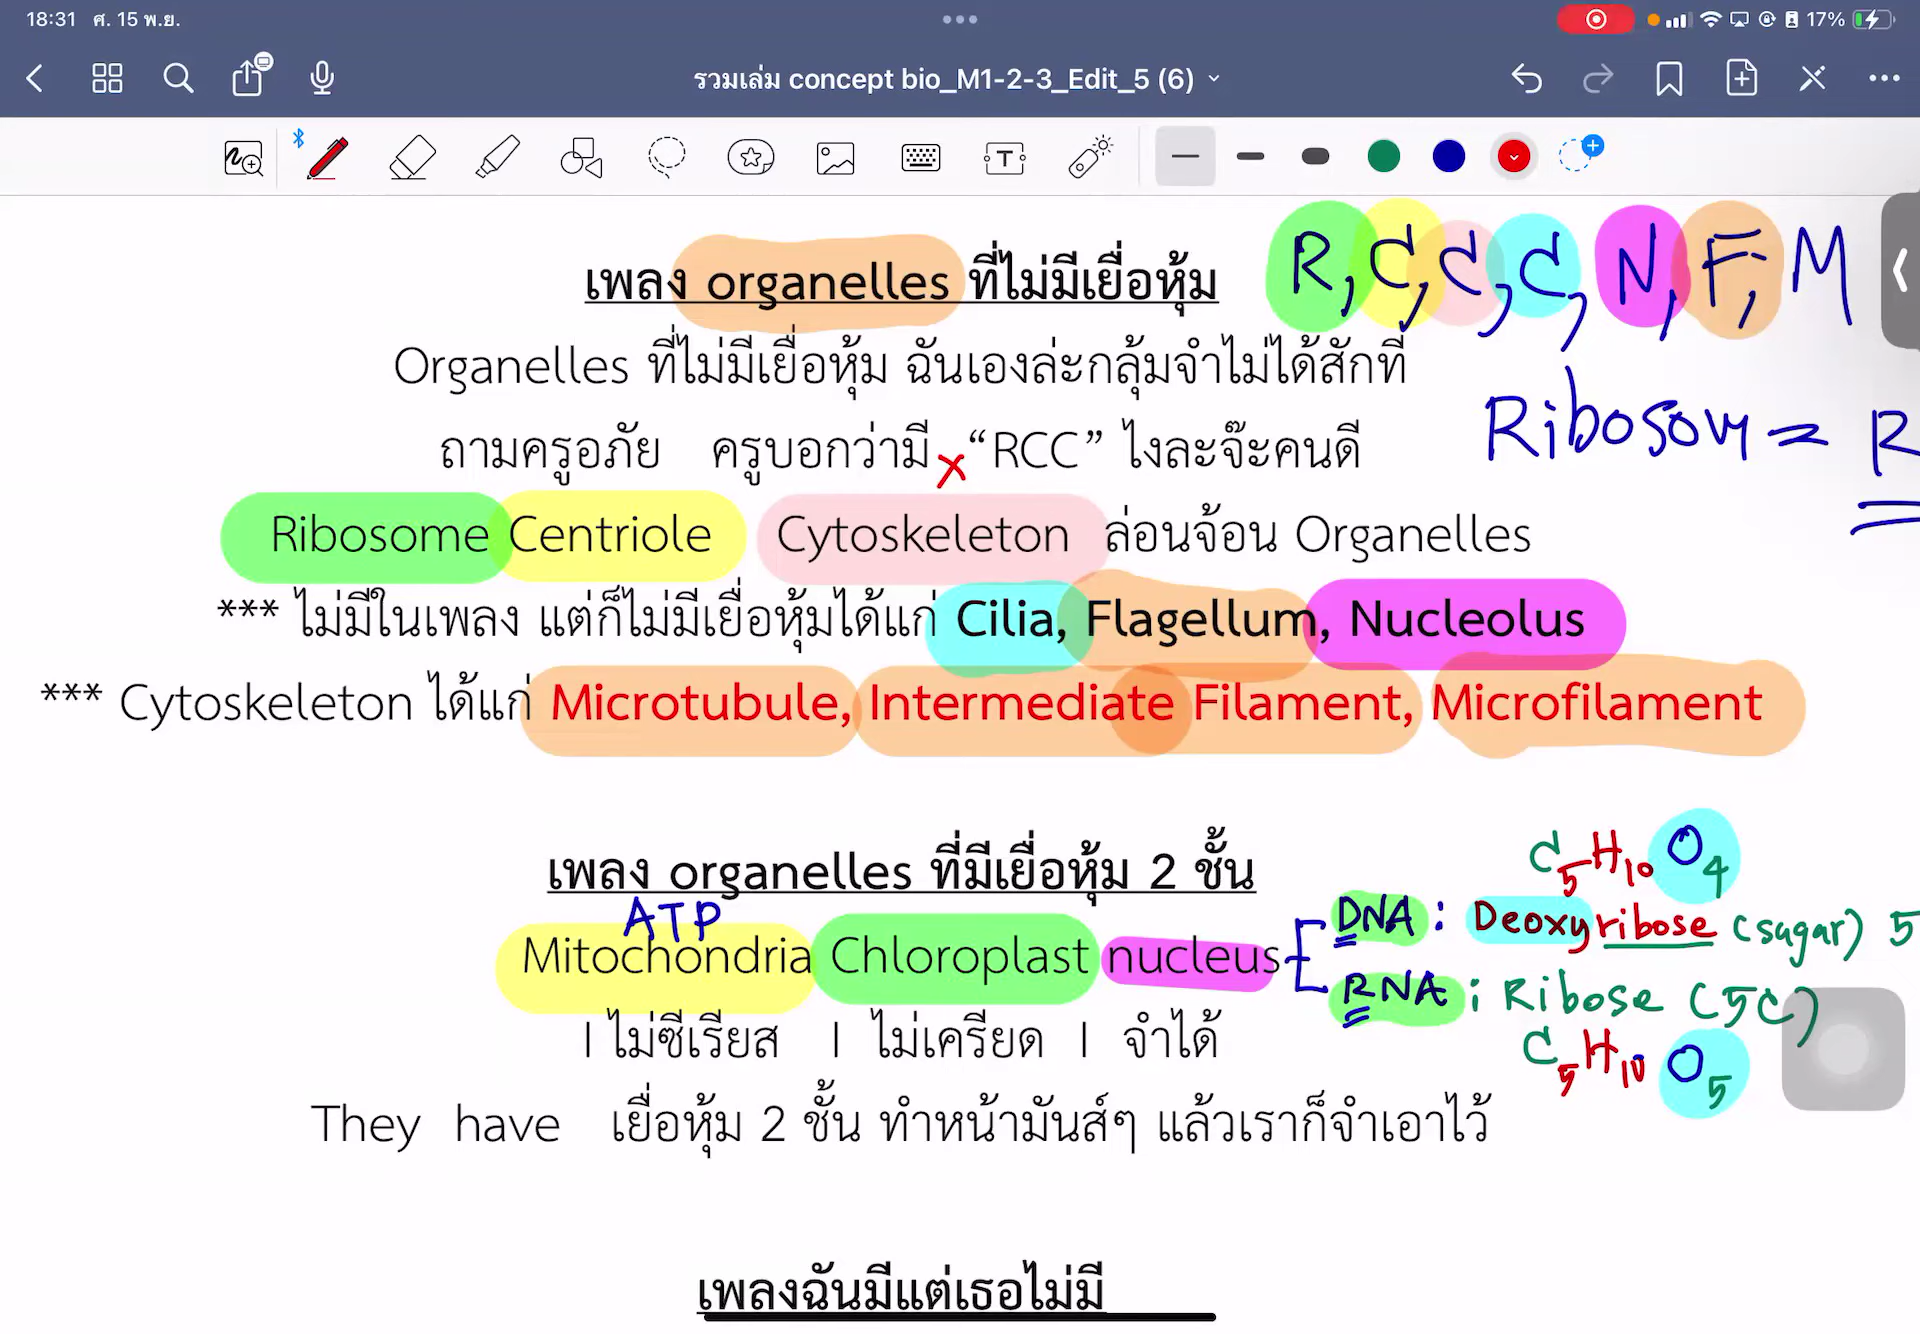 18:31 ศ. 15 พ.ย.
17%
รวมเล่ม concept bio_M1-2-3_Edit_5 (6)
T
เพลง organelles ที่ไม่มีเยื่อหุ้ม
R, C, C, C, N, F, M
Organelles ที่ไม่มีเยื่อหุ้ม ฉันเองล่ะกลุ้มจำไม่ได้สักที
ถามครูอภัย ครูบอกว่ามี x “RCC” ไงละจ๊ะคนดี
Ribosom = R
Ribosome Centriole Cytoskeleton ล่อนจ้อน Organelles
*** ไม่มีในเพลง แต่ก็ไม่มีเยื่อหุ้มได้แก่ Cilia, Flagellum, Nucleolus
*** Cytoskeleton ได้แก่ Microtubule, Intermediate Filament, Microfilament
เพลง organelles ที่มีเยื่อหุ้ม 2 ชั้น
C5H10O4
ATP
DNA : Deoxyribose (sugar) 5
Mitochondria Chloroplast nucleus
RNA : Ribose (5C)
C5H10O5
I ไม่ซีเรียส I ไม่เครียด I จำได้
They have เยื่อหุ้ม 2 ชั้น ทำหน้ามันส์ๆ แล้วเราก็จำเอาไว้
เพลงฉันมีแต่เธอไม่มี